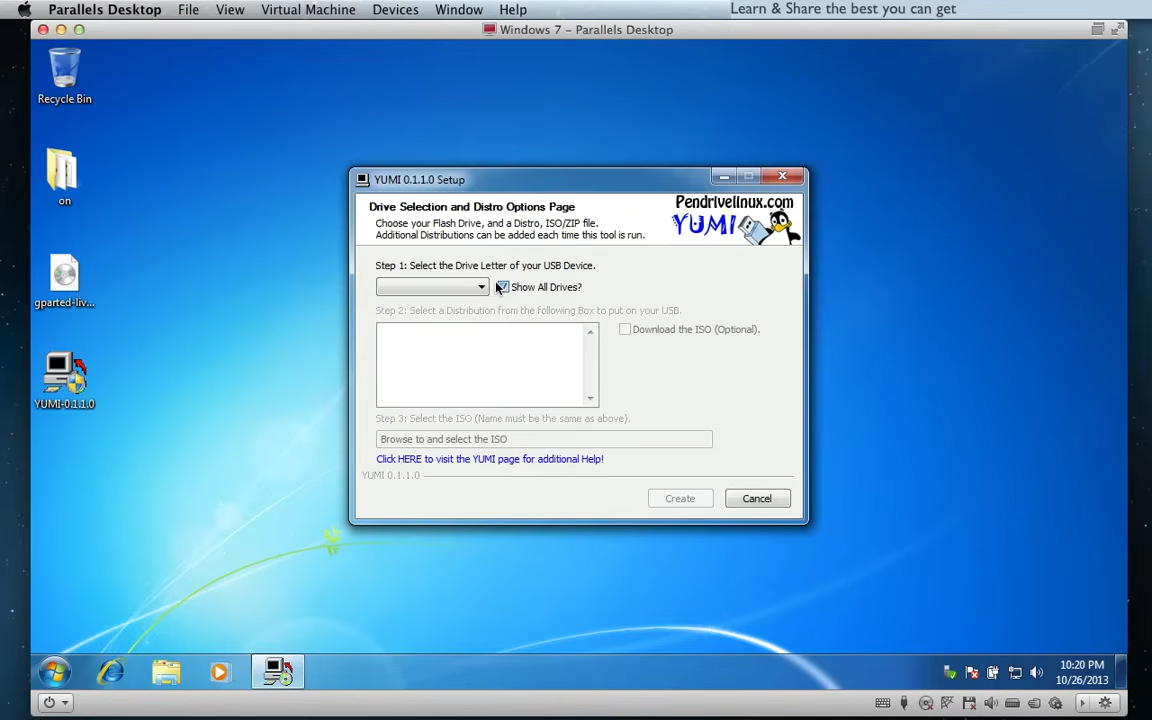 Parallels Desktop File View Virtual Machine Devices Window Help Learn & Share the best you can get
Windows 7 - Parallels Desktop
Recycle Bin
on
gparted-liv...
YUMI-0.1.1.0
YUMI 0.1.1.0 Setup
Drive Selection and Distro Options Page
Choose your Flash Drive, and a Distro, ISO/ZIP file.
Additional Distributions can be added each time this tool is run.
Pendrivelinux.com
YUMI
Step 1: Select the Drive Letter of your USB Device.
Show All Drives?
Step 2: Select a Distribution from the following Box to put on your USB.
Download the ISO (Optional).
Step 3: Select the ISO (Name must be the same as above).
Browse to and select the ISO
Click HERE to visit the YUMI page for additional Help!
YUMI 0.1.1.0
Create Cancel
10:20 PM
10/26/2013